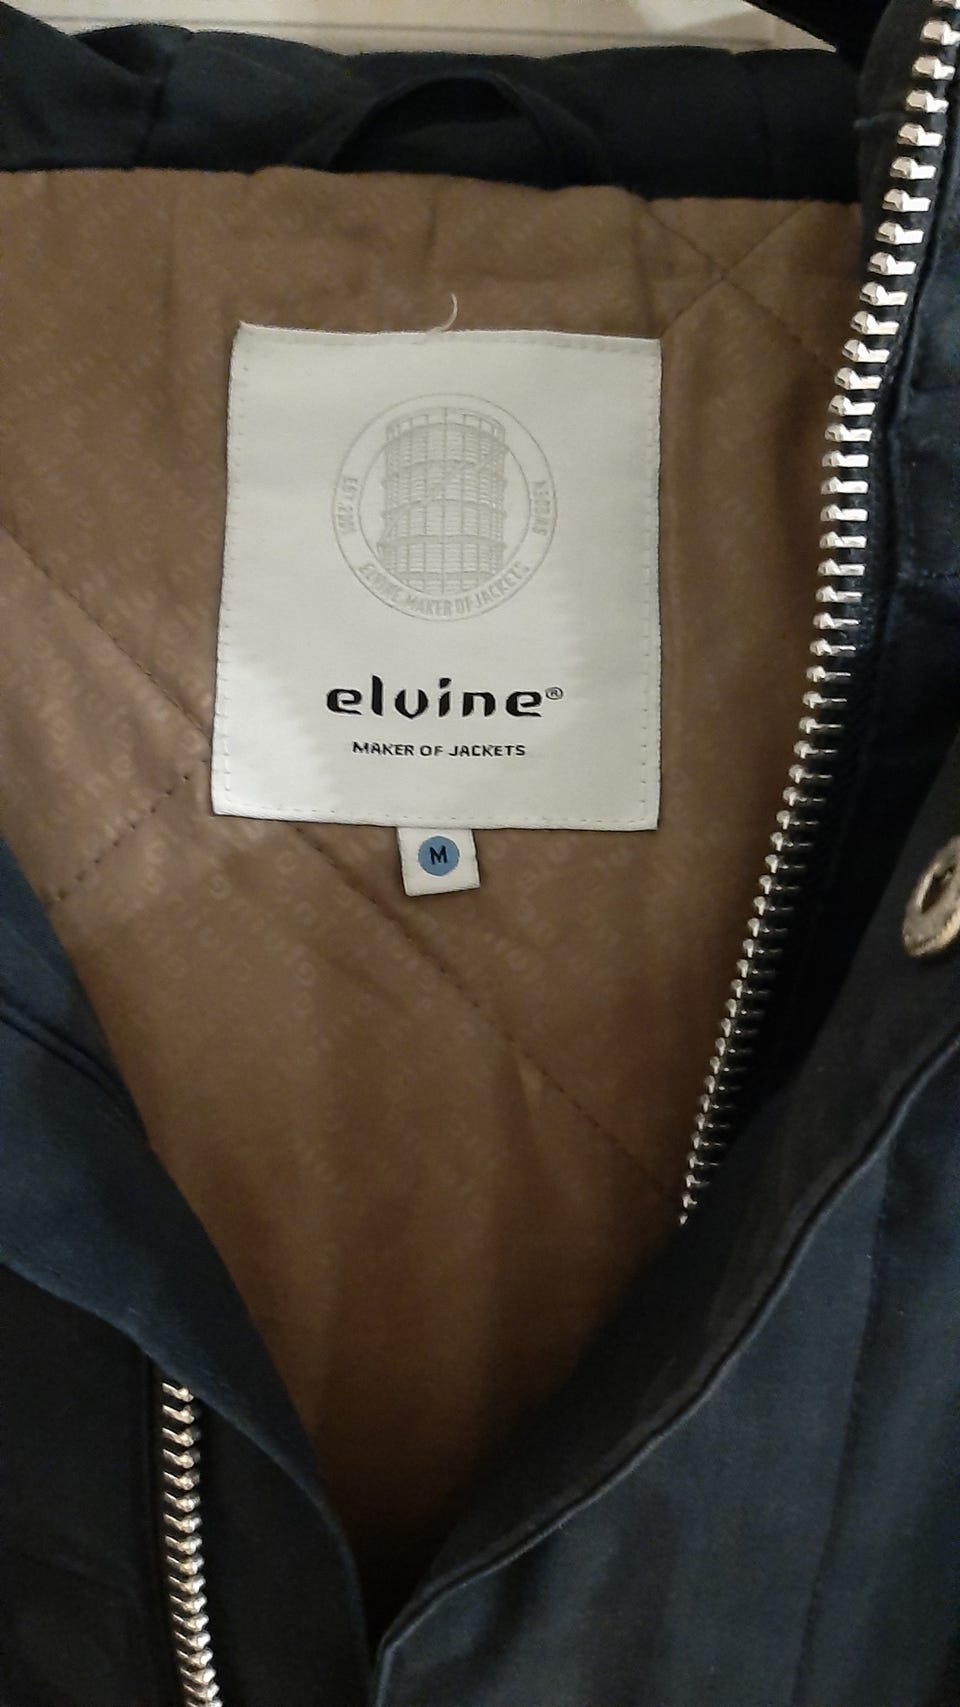 EST 2001
SWEDEN
ELVINE MAKER OF JACKETS
elvine®
MAKER OF JACKETS
M